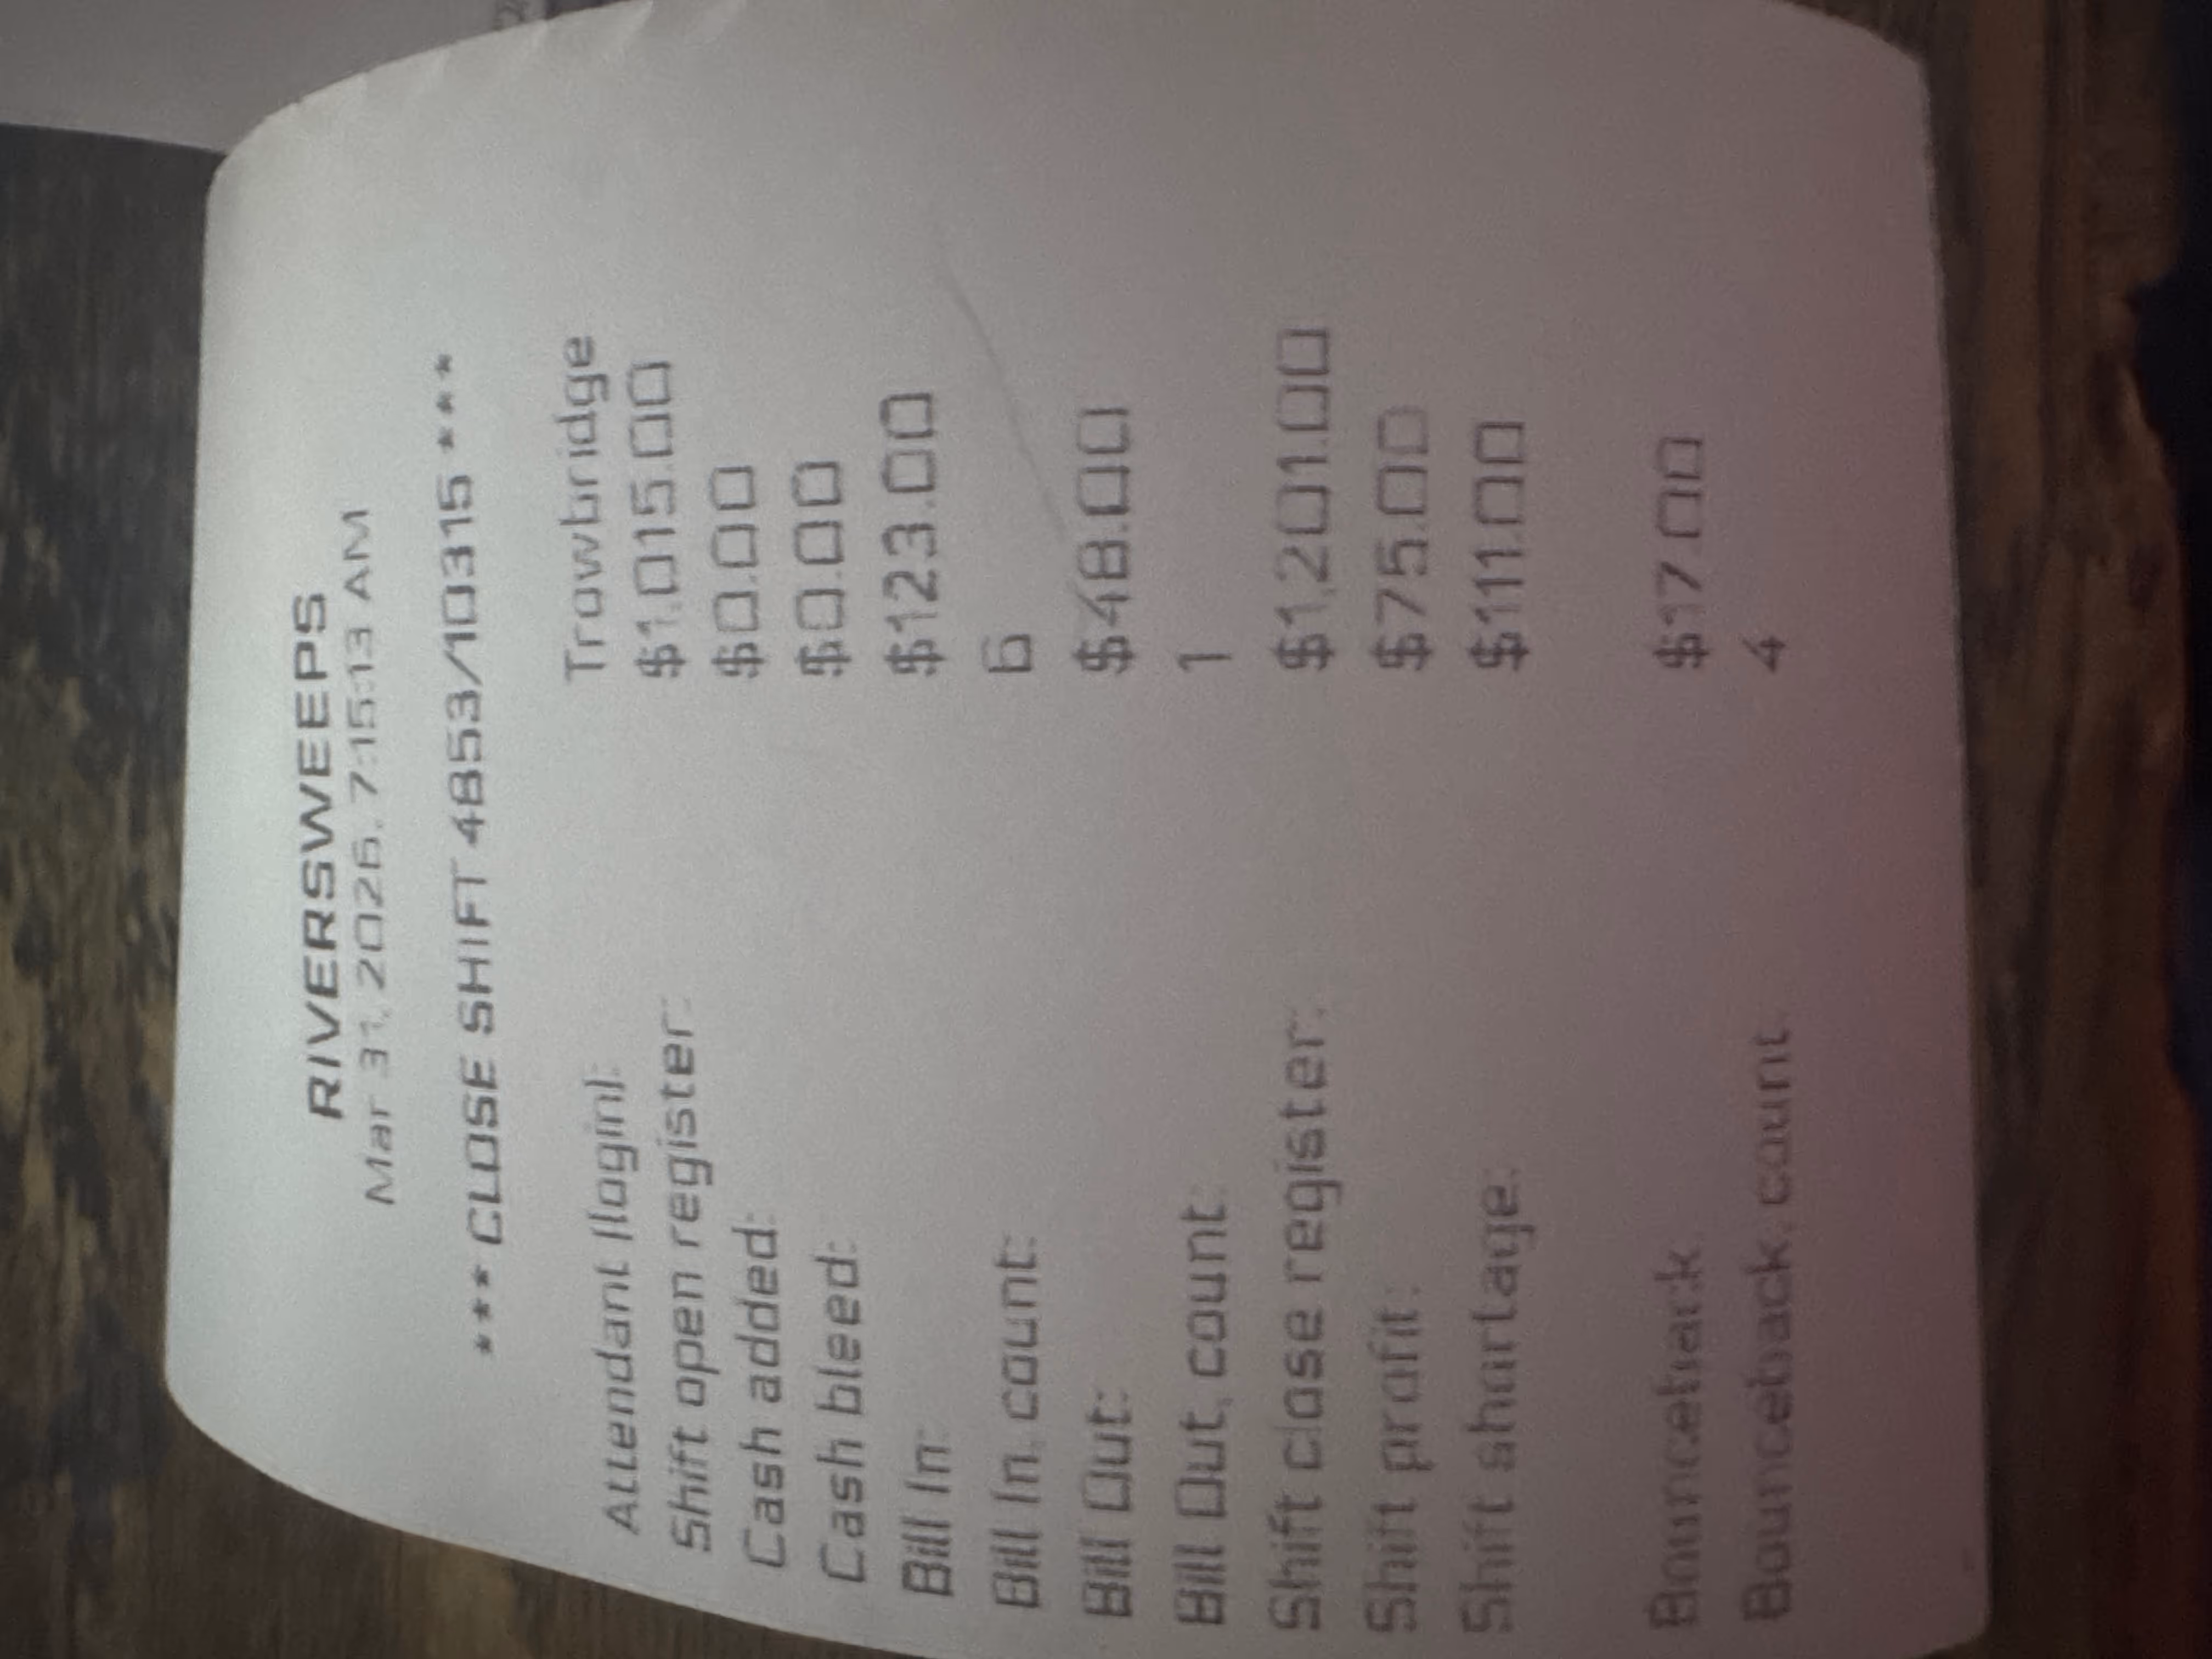 RIVERSWEEPS
Mar 31, 2026, 7:15:13 AM
*** CLOSE SHIFT 4853/10315 ***
Attendant (login): Trowbridge
Shift open register: $1,015.00
Cash added: $0.00
Cash bleed: $0.00
Bill In: $123.00
Bill In, count: 6
Bill Out: $48.00
Bill Out, count: 1
Shift close register: $1,201.00
Shift profit: $75.00
Shift shortage: $111.00
Bounceback: $17.00
Bounceback, count: 4